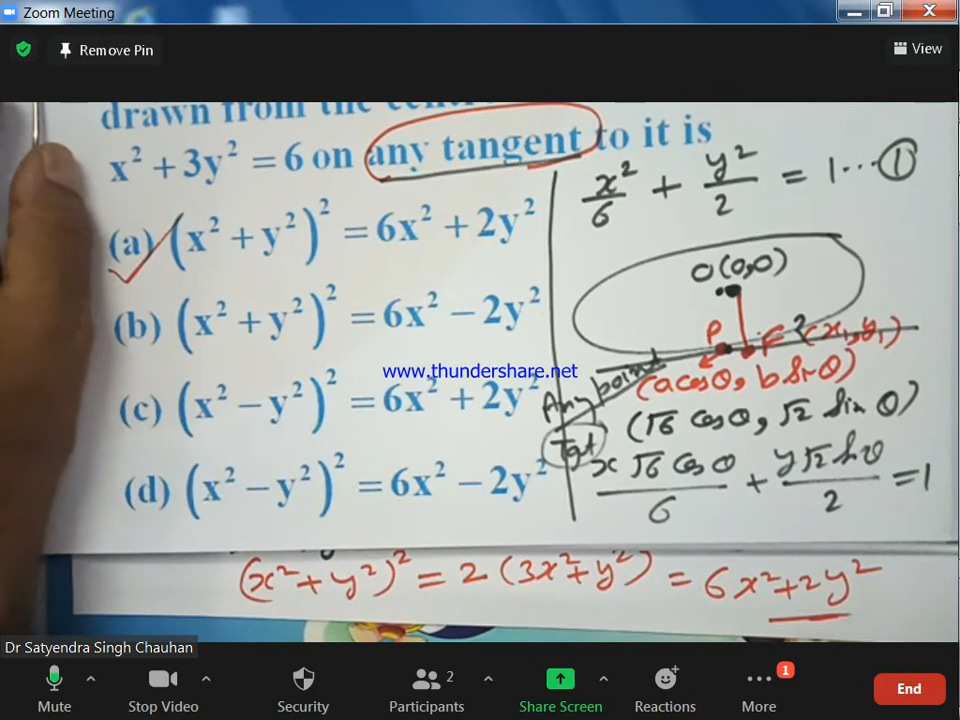 Zoom Meeting
Remove Pin
View
drawn from the
x² + 3y² = 6 on any tangent to it is
(a) (x² + y²)² = 6x² + 2y²
(b) (x² + y²)² = 6x² − 2y²
(c) (x² − y²)² = 6x² + 2y²
(d) (x² − y²)² = 6x² − 2y²
x²/6 + y²/2 = 1 ... ①
O(0,0)
P
F ? (x₁, y₁)
(a cosθ, b sinθ)
Any point
(√6 cosθ, √2 sinθ)
Tgt
x √6 cosθ / 6 + y√2 sinθ / 2 = 1
www.thundershare.net
(x² + y²)² = 2 (3x² + y²) = 6x² + 2y²
Dr Satyendra Singh Chauhan
Mute
Stop Video
Security
Participants
2
Share Screen
Reactions
More
1
End